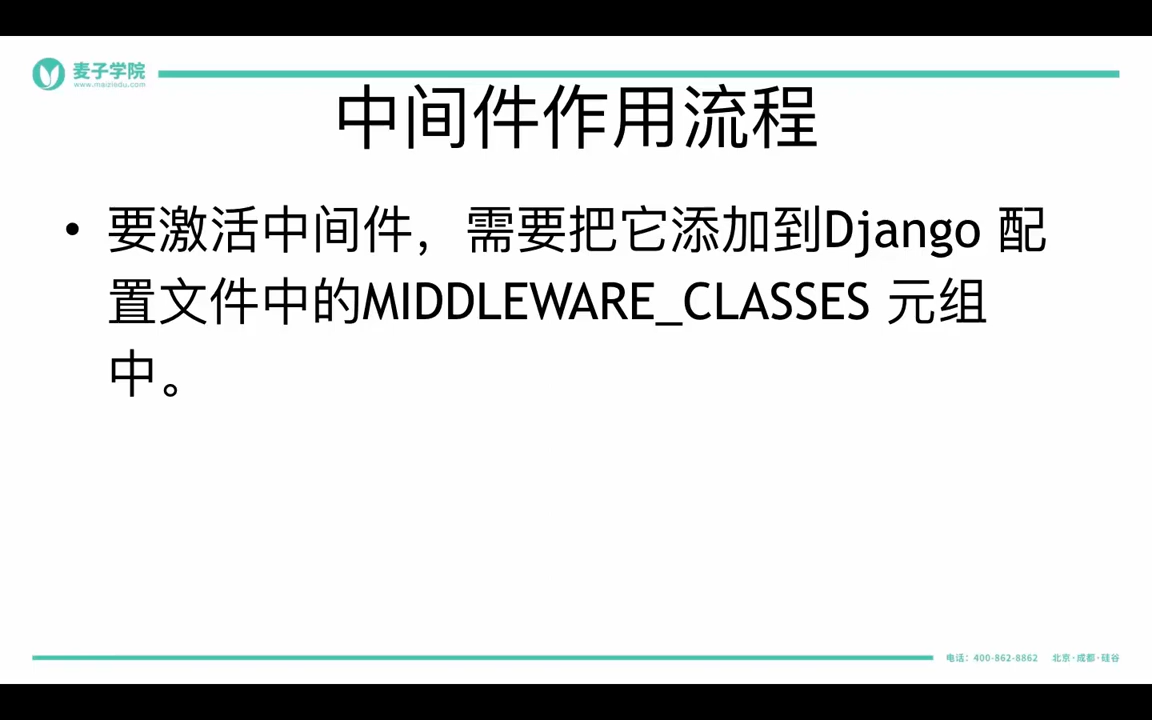 麦子学院
www.maiziedu.com
中间件作用流程
• 要激活中间件，需要把它添加到Django 配
置文件中的MIDDLEWARE_CLASSES 元组
中。
电话：400-862-8862 北京·成都·硅谷